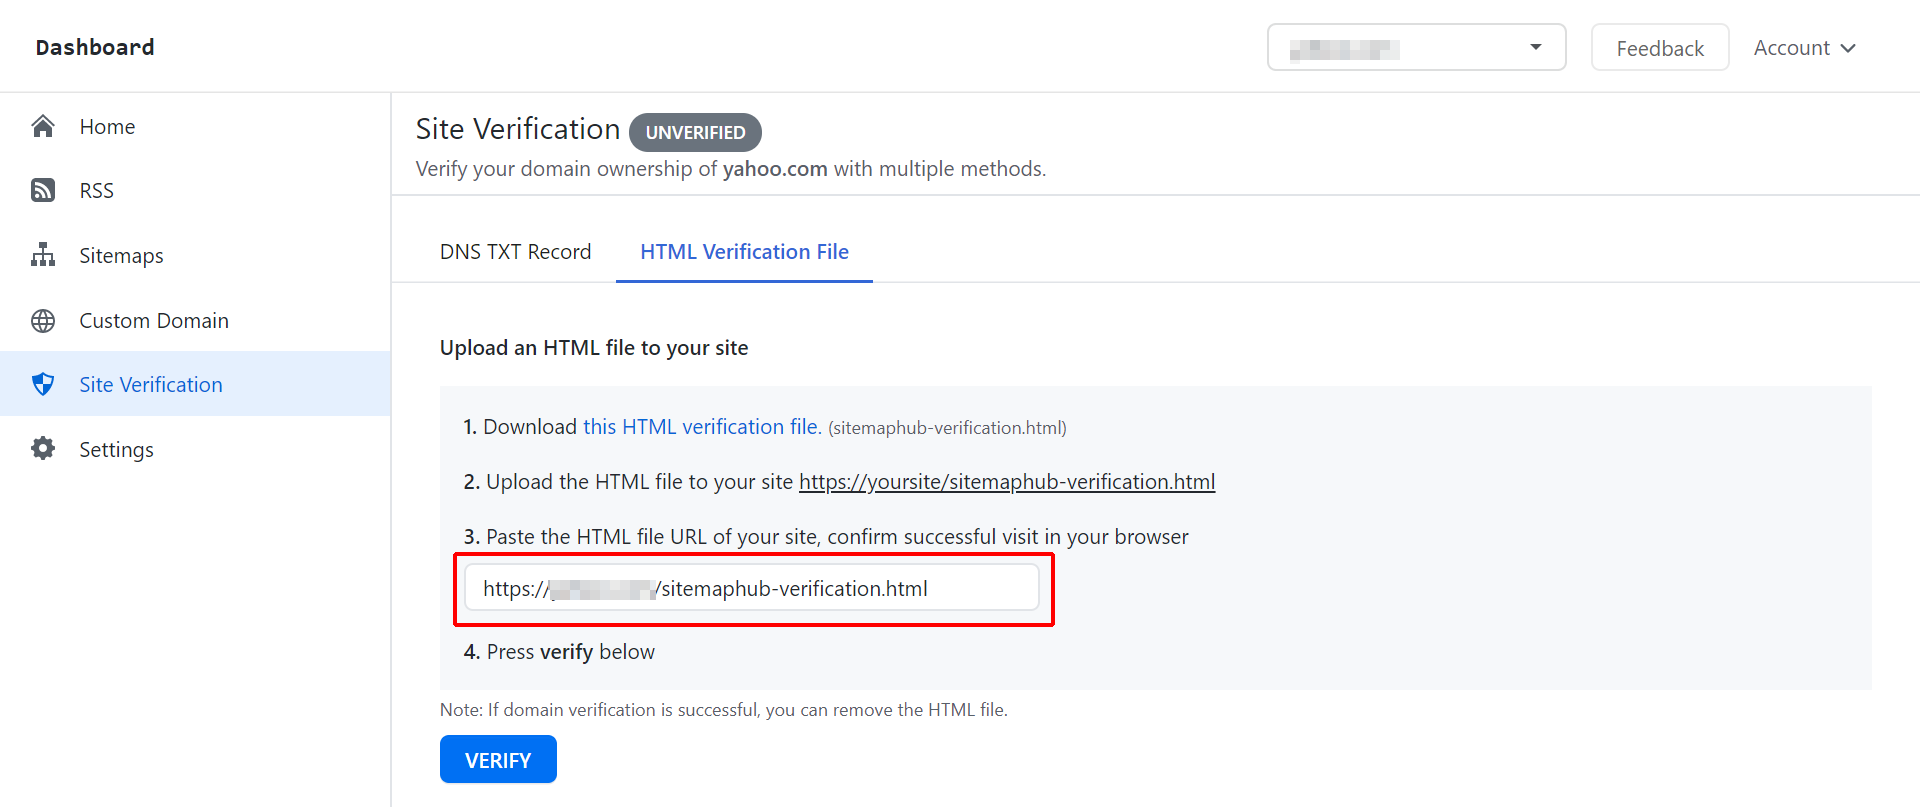 Dashboard
Feedback
Account
Home
RSS
Sitemaps
Custom Domain
Site Verification
Settings
Site Verification UNVERIFIED
Verify your domain ownership of yahoo.com with multiple methods.
DNS TXT Record
HTML Verification File
Upload an HTML file to your site
1. Download this HTML verification file. (sitemaphub-verification.html)
2. Upload the HTML file to your site https://yoursite/sitemaphub-verification.html
3. Paste the HTML file URL of your site, confirm successful visit in your browser
https:// /sitemaphub-verification.html
4. Press verify below
Note: If domain verification is successful, you can remove the HTML file.
VERIFY